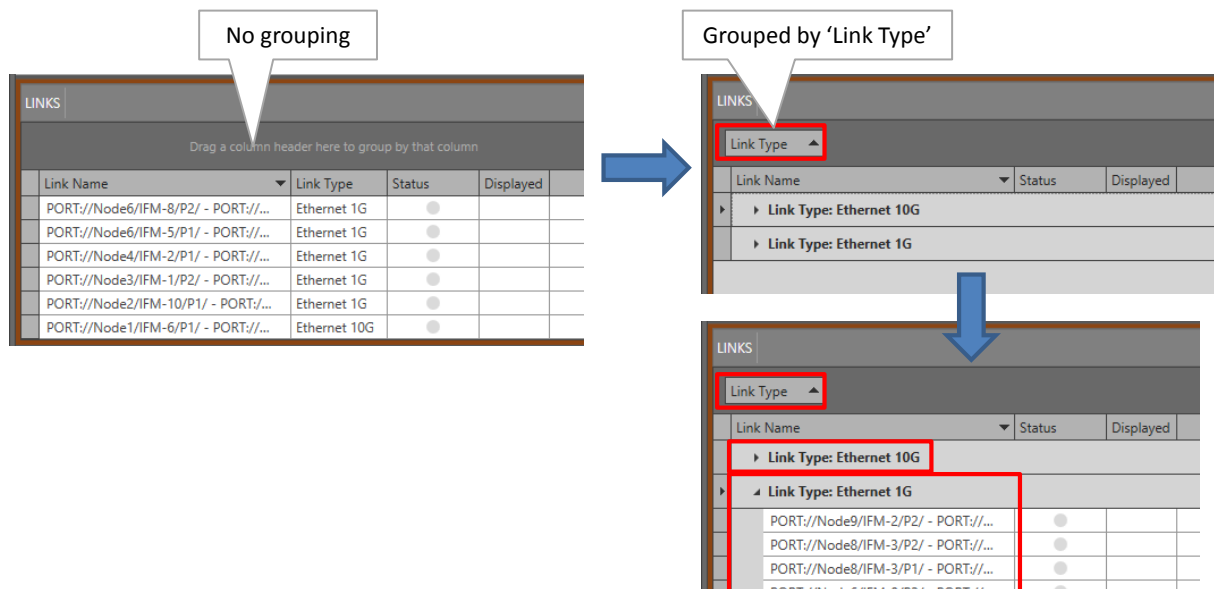 No grouping
LINKS
Drag a column header here to group by that column
Link Name Link Type Status Displayed
PORT://Node6/IFM-8/P2/ - PORT://... Ethernet 1G
PORT://Node6/IFM-5/P1/ - PORT://... Ethernet 1G
PORT://Node4/IFM-2/P1/ - PORT://... Ethernet 1G
PORT://Node3/IFM-1/P2/ - PORT://... Ethernet 1G
PORT://Node2/IFM-10/P1/ - PORT:/... Ethernet 1G
PORT://Node1/IFM-6/P1/ - PORT://... Ethernet 10G
Grouped by ‘Link Type’
LINKS
Link Type
Link Name Status Displayed
Link Type: Ethernet 10G
Link Type: Ethernet 1G
LINKS
Link Type
Link Name Status Displayed
Link Type: Ethernet 10G
Link Type: Ethernet 1G
PORT://Node9/IFM-2/P2/ - PORT://...
PORT://Node8/IFM-3/P2/ - PORT://...
PORT://Node8/IFM-3/P1/ - PORT://...